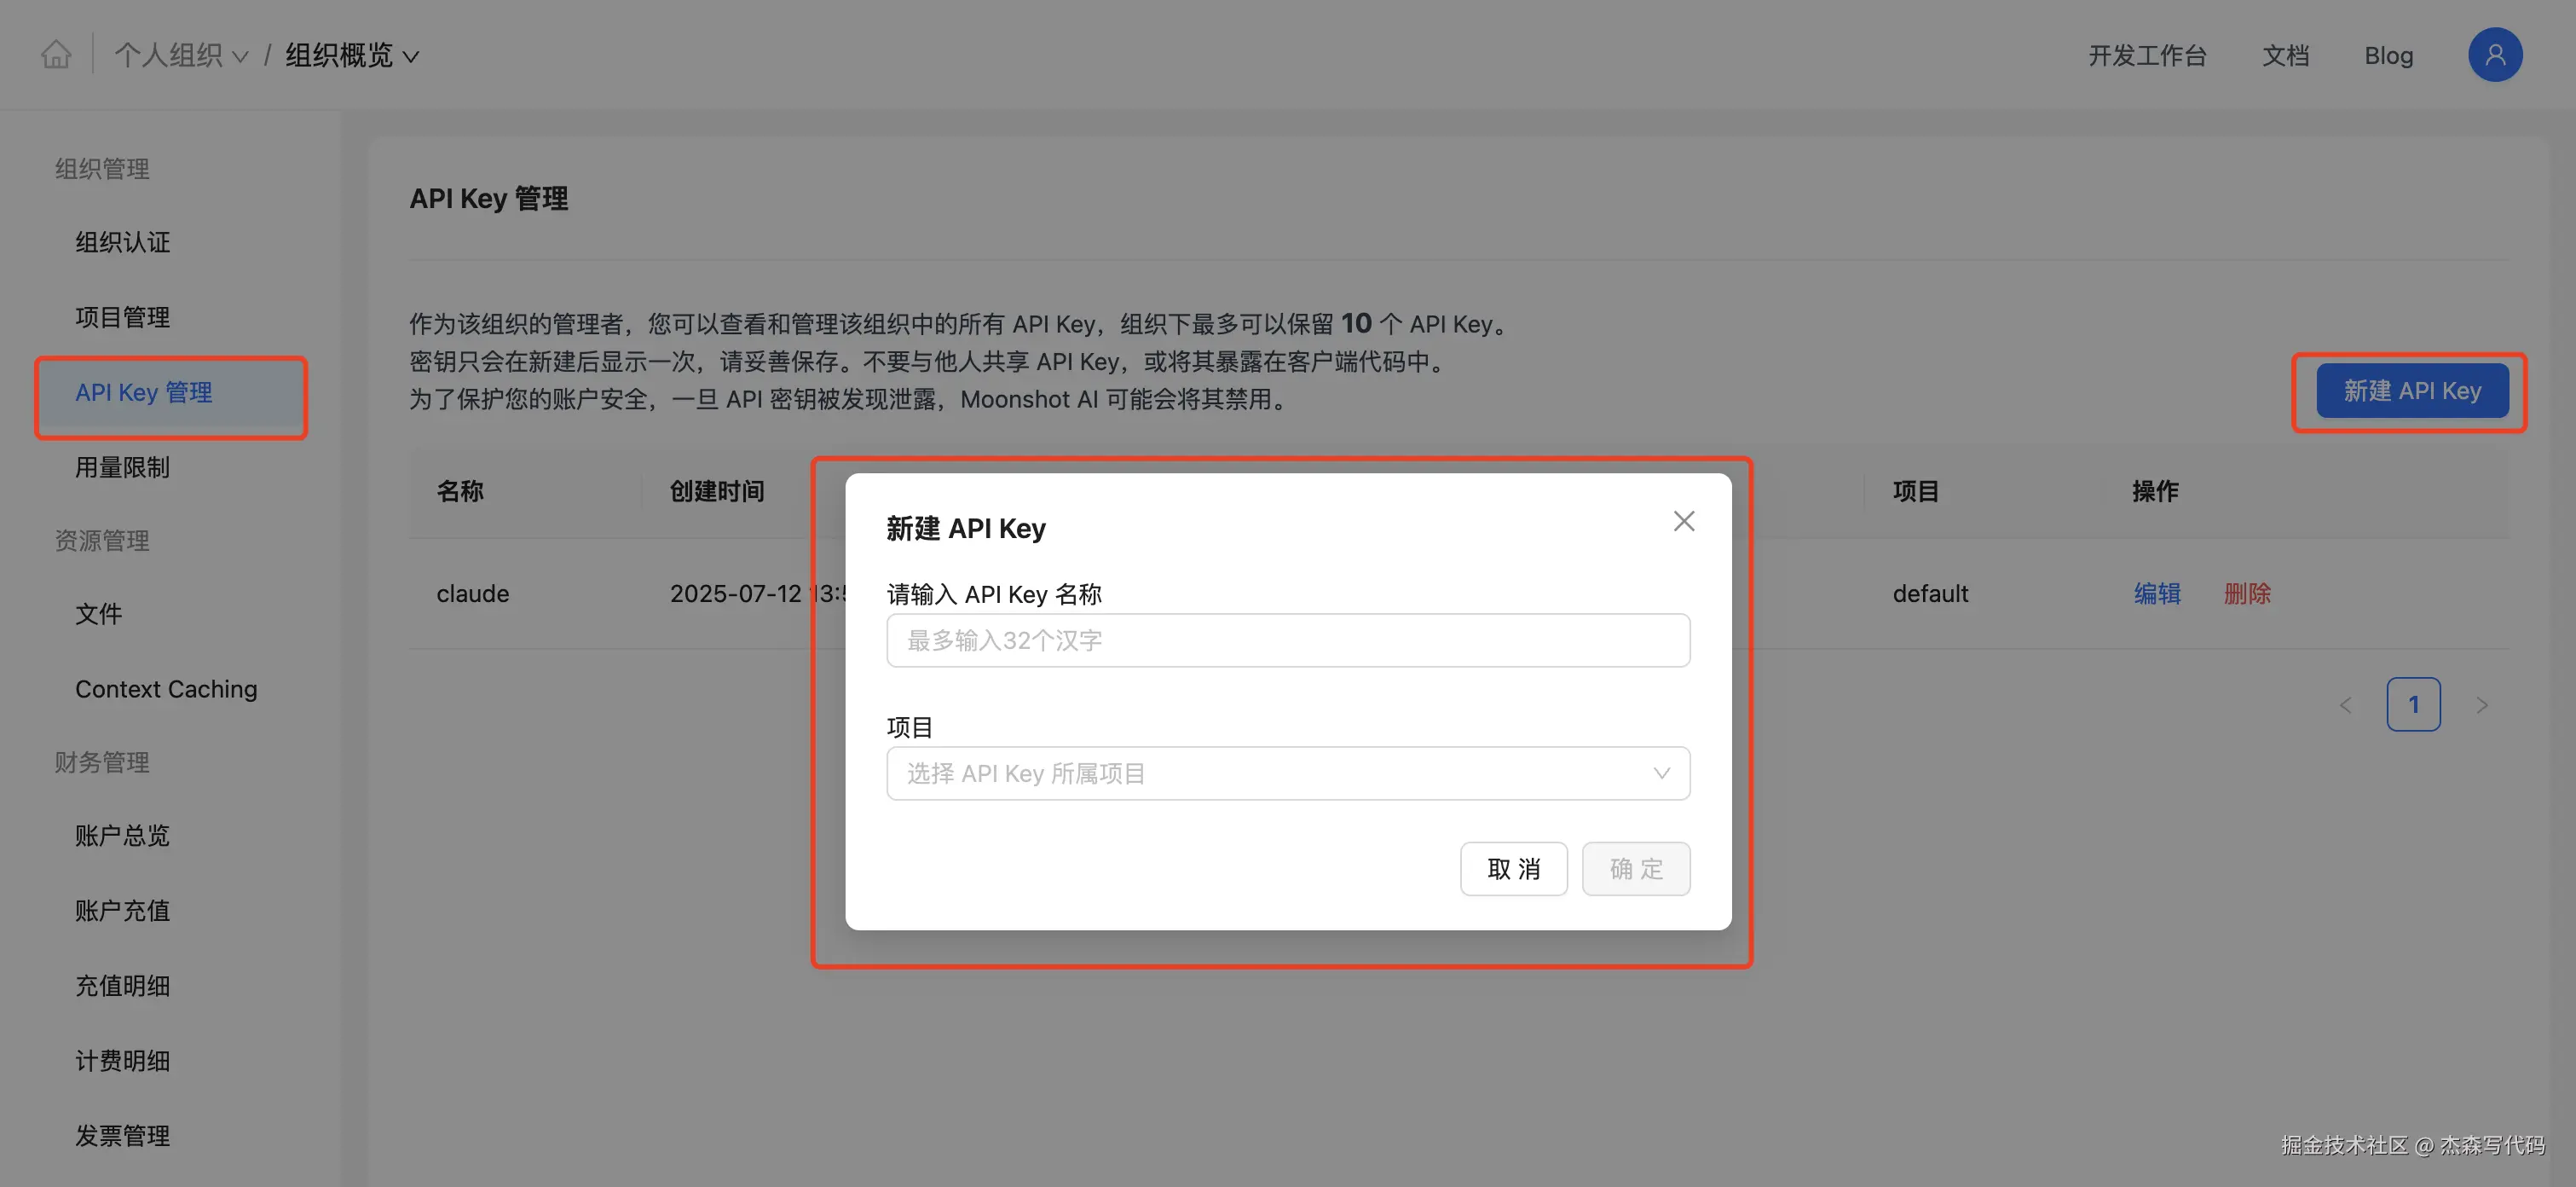 个人组织 / 组织概览
开发工作台 文档 Blog
组织管理
组织认证
项目管理
API Key 管理
用量限制
资源管理
文件
Context Caching
财务管理
账户总览
账户充值
充值明细
计费明细
发票管理
API Key 管理
作为该组织的管理者，您可以查看和管理该组织中的所有 API Key，组织下最多可以保留 10 个 API Key。
密钥只会在新建后显示一次，请妥善保存。不要与他人共享 API Key，或将其暴露在客户端代码中。
为了保护您的账户安全，一旦 API 密钥被发现泄露，Moonshot AI 可能会将其禁用。
新建 API Key
名称 创建时间 项目 操作
claude 2025-07-12 13: default 编辑 删除
1
新建 API Key
请输入 API Key 名称
最多输入32个汉字
项目
选择 API Key 所属项目
取 消 确 定
掘金技术社区 @ 杰森写代码